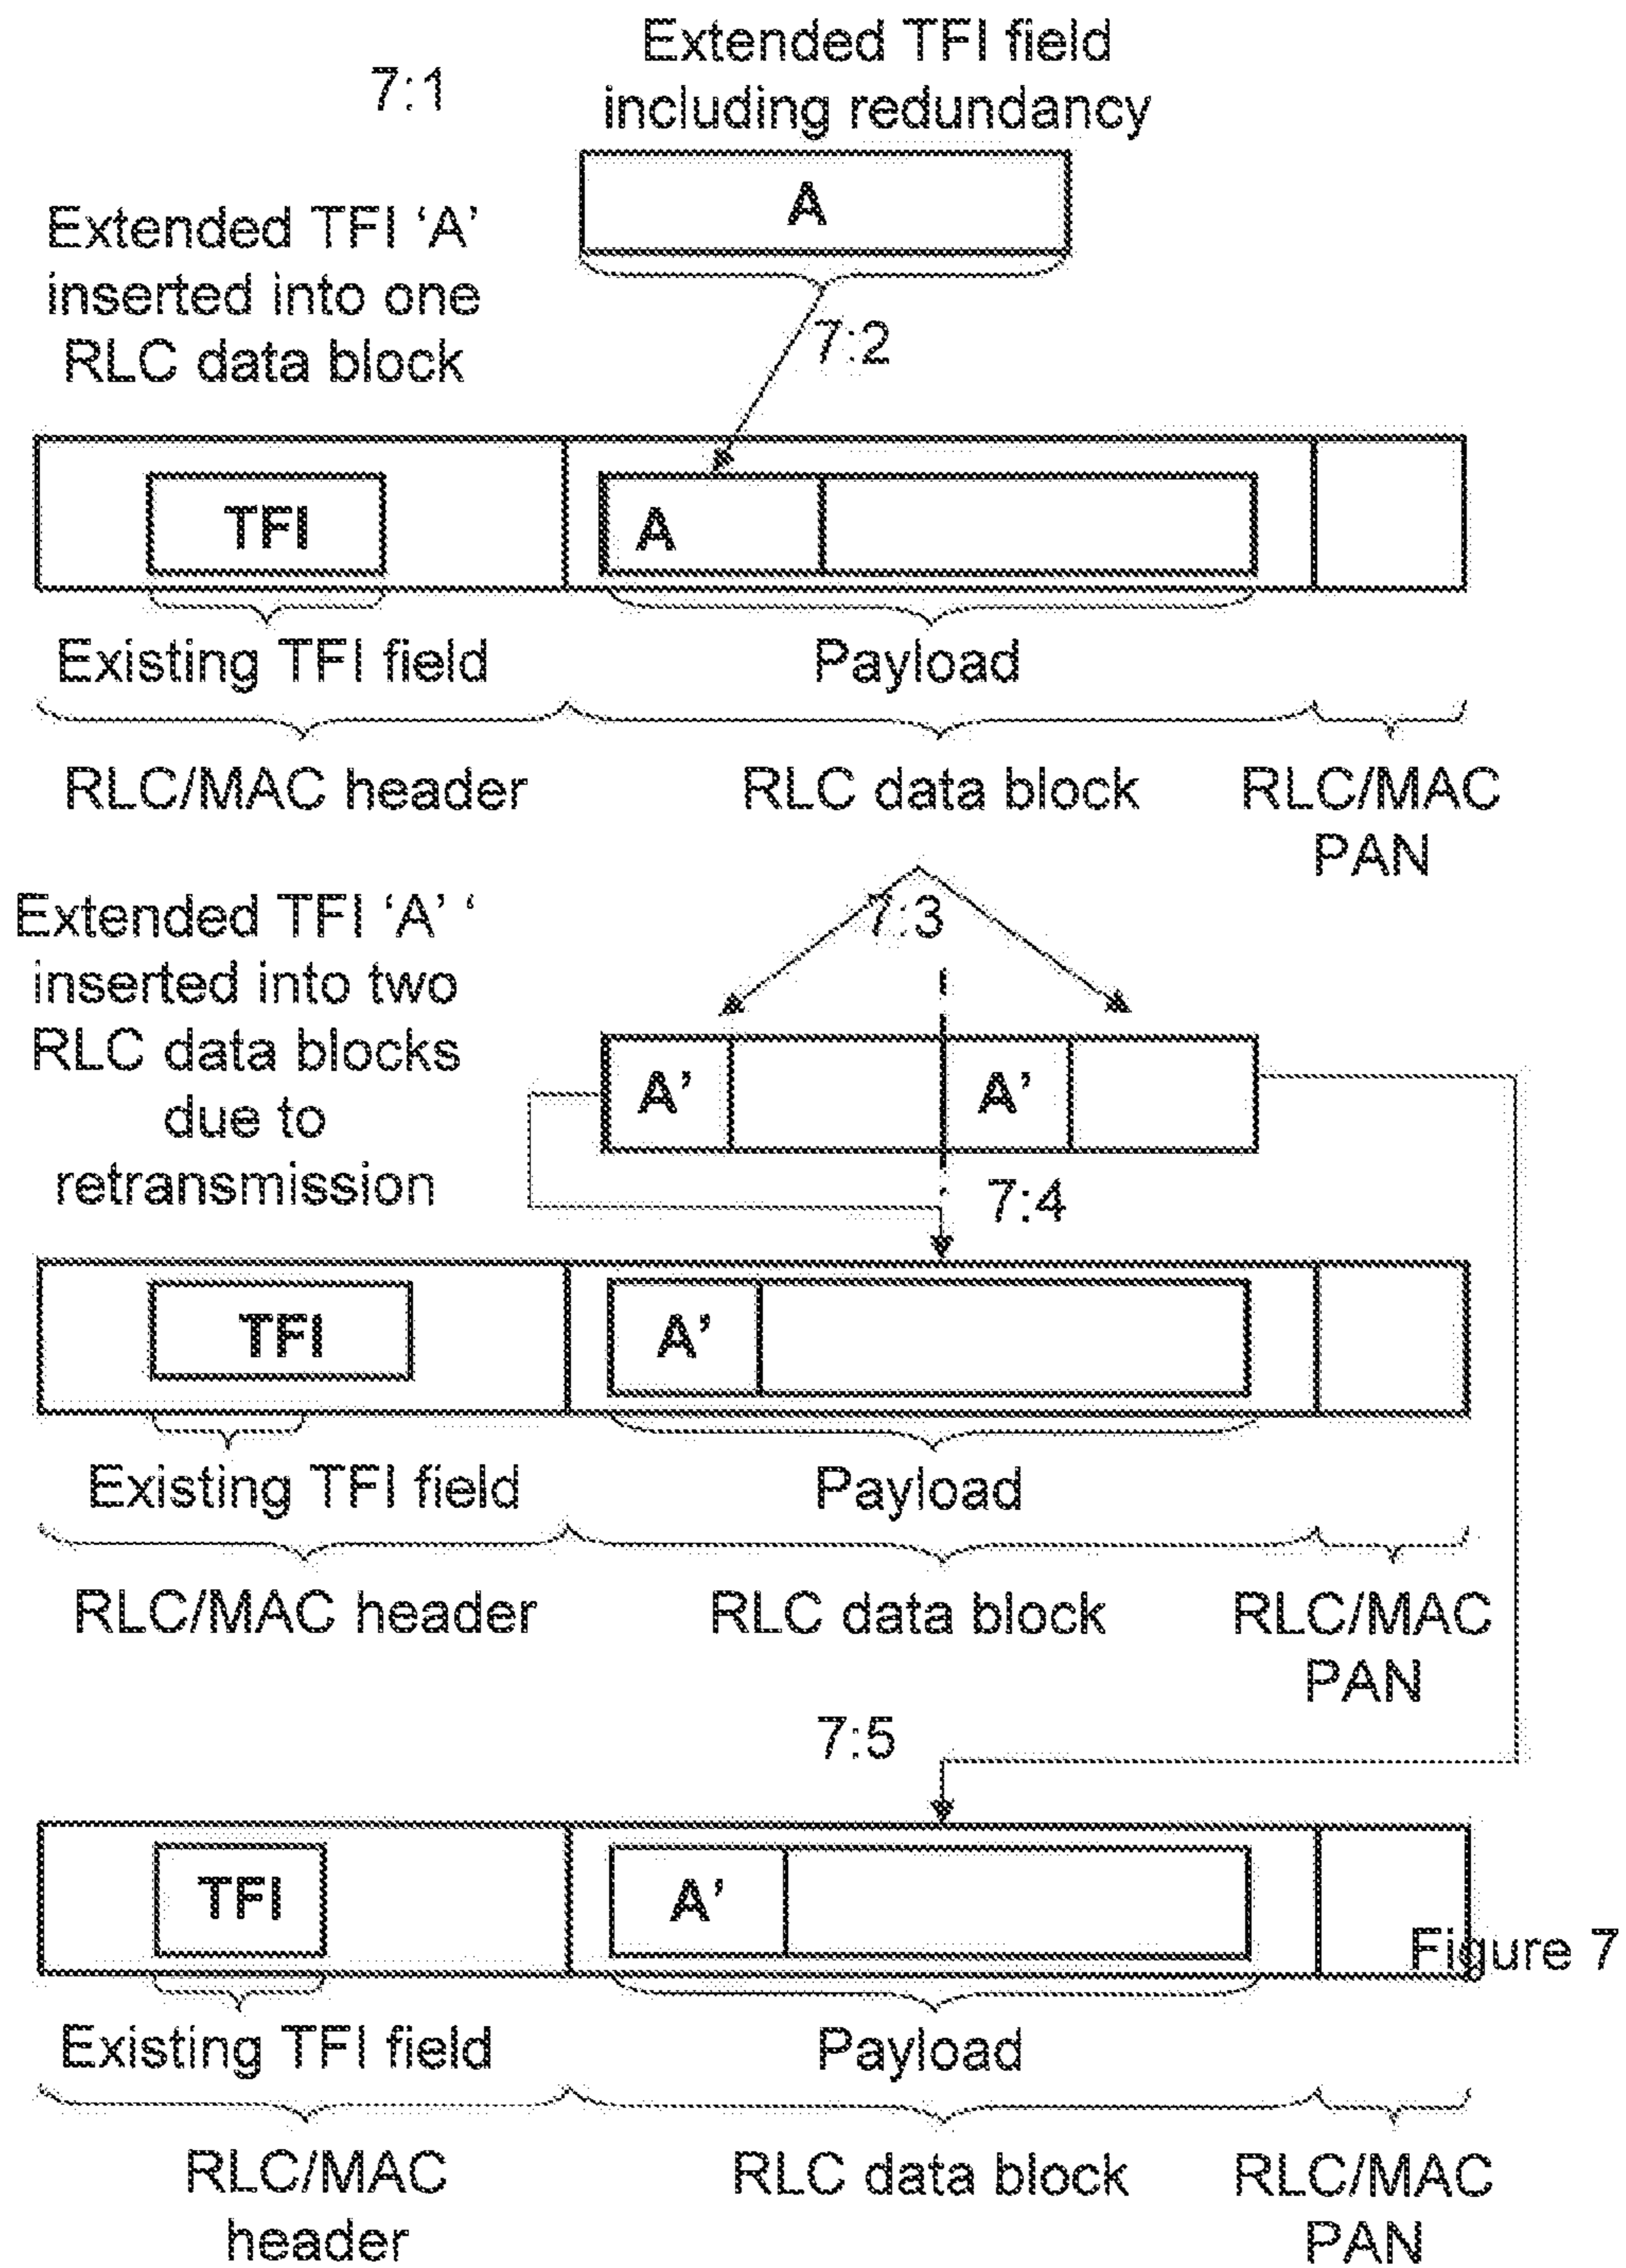 Extended TFI field
including redundancy
7:1
A
Extended TFI ‘A’
inserted into one
RLC data block
7:2
TFI
A
Existing TFI field
Payload
RLC/MAC header
RLC data block
RLC/MAC
PAN
Extended TFI ‘A’ ‘
inserted into two
RLC data blocks
due to
retransmission
7:3
A’
A’
7:4
TFI
A’
Existing TFI field
Payload
RLC/MAC header
RLC data block
RLC/MAC
PAN
7:5
TFI
A’
Figure 7
Existing TFI field
Payload
RLC/MAC
header
RLC data block
RLC/MAC
PAN